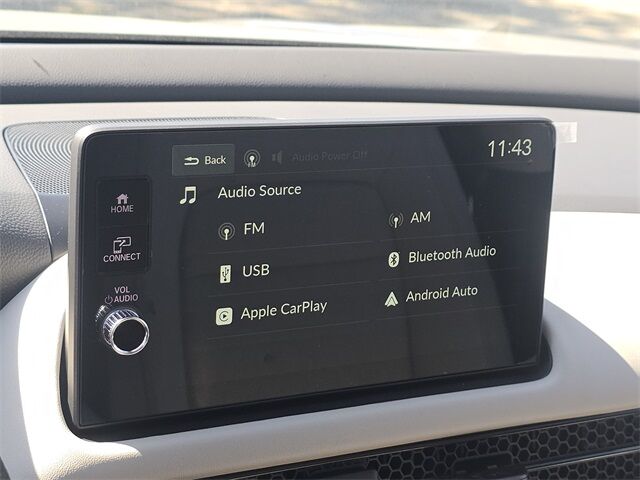 Back
FM
Audio Power Off
11:43
Audio Source
FM
AM
USB
Bluetooth Audio
Apple CarPlay
Android Auto
HOME
CONNECT
VOL
AUDIO